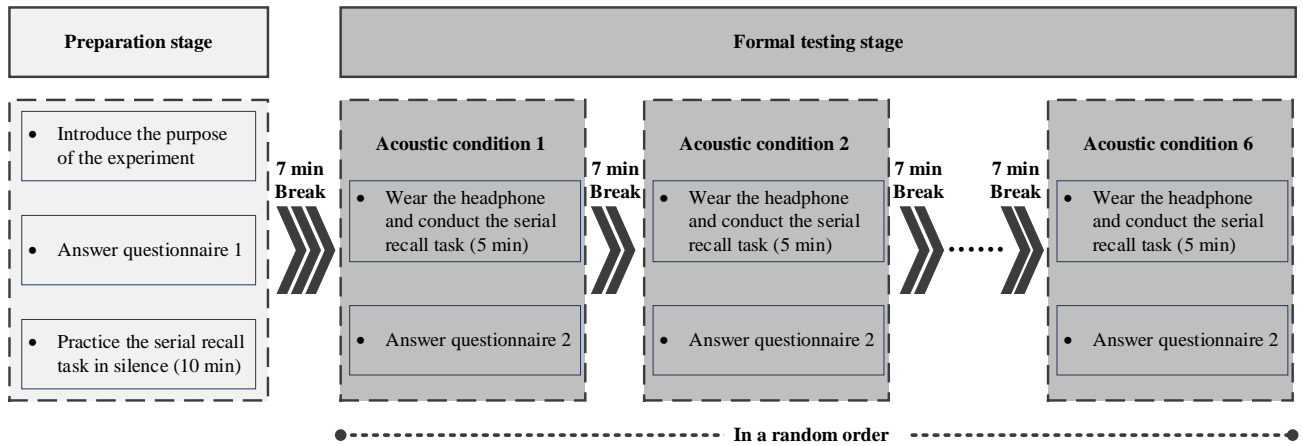 Preparation stage
Formal testing stage
• Introduce the purpose
of the experiment
• Answer questionnaire 1
• Practice the serial recall
task in silence (10 min)
7 min
Break
Acoustic condition 1
• Wear the headphone
and conduct the serial
recall task (5 min)
• Answer questionnaire 2
7 min
Break
Acoustic condition 2
• Wear the headphone
and conduct the serial
recall task (5 min)
• Answer questionnaire 2
7 min
Break
......
7 min
Break
Acoustic condition 6
• Wear the headphone
and conduct the serial
recall task (5 min)
• Answer questionnaire 2
In a random order